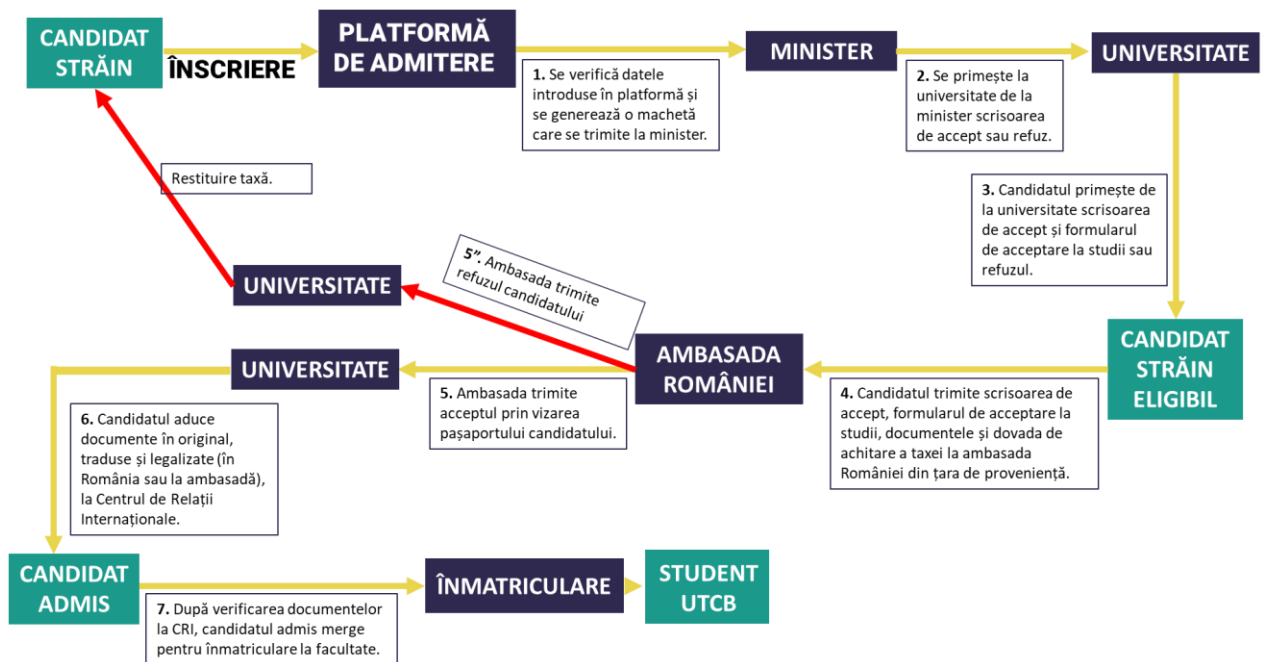 CANDIDAT
STRĂIN
ÎNSCRIERE
PLATFORMĂ
DE ADMITERE
1. Se verifică datele
introduse în platformă și
se generează o machetă
care se trimite la minister.
MINISTER
2. Se primește la
universitate de la
minister scrisoarea
de accept sau refuz.
UNIVERSITATE
3. Candidatul primește de
la universitate scrisoarea
de accept și formularul
de acceptare la studii sau
refuzul.
CANDIDAT
STRĂIN
ELIGIBIL
4. Candidatul trimite scrisoarea de
accept, formularul de acceptare la
studii, documentele și dovada de
achitare a taxei la ambasada
României din țara de proveniență.
AMBASADA
ROMÂNIEI
5”. Ambasada trimite
refuzul candidatului
UNIVERSITATE
Restituire taxă.
5. Ambasada trimite
acceptul prin vizarea
pașaportului candidatului.
UNIVERSITATE
6. Candidatul aduce
documente în original,
traduse și legalizate (în
România sau la ambasadă),
la Centrul de Relații
Internaționale.
CANDIDAT
ADMIS
7. După verificarea documentelor
la CRI, candidatul admis merge
pentru înmatriculare la facultate.
ÎNMATRICULARE
STUDENT
UTCB